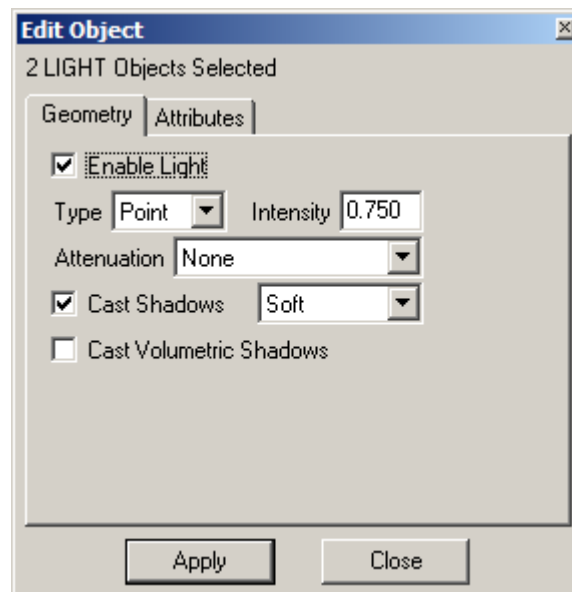 Edit Object
2 LIGHT Objects Selected
Geometry Attributes
Enable Light
Type Point Intensity 0.750
Attenuation None
Cast Shadows Soft
Cast Volumetric Shadows
Apply Close